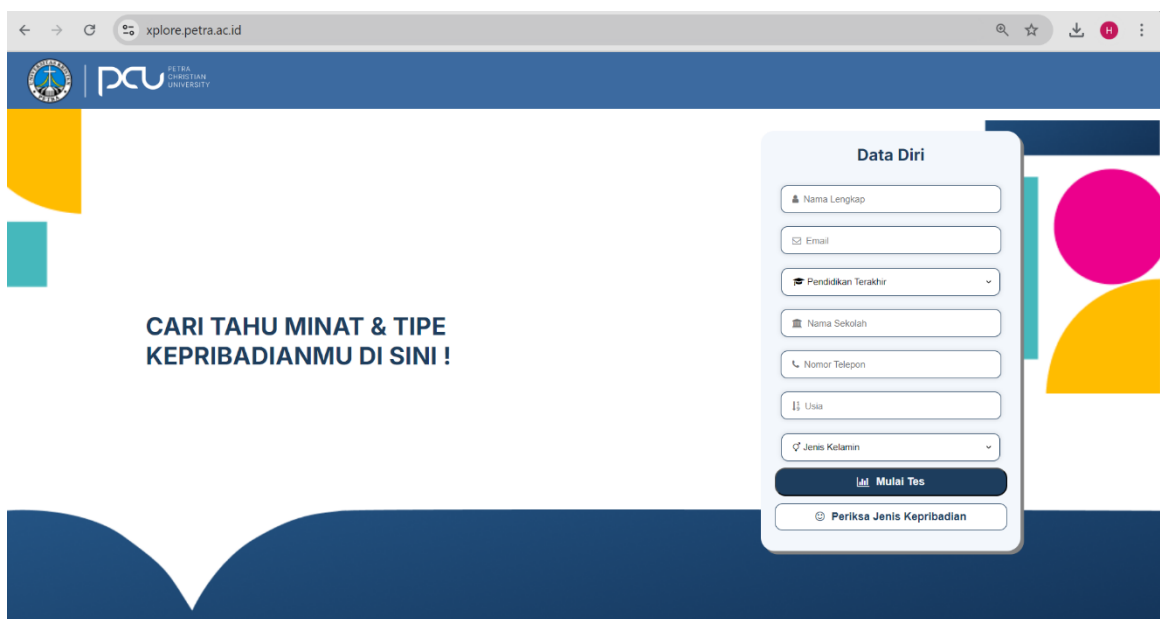 xplore.petra.ac.id
H
PCU
PETRA
CHRISTIAN
UNIVERSITY
CARI TAHU MINAT & TIPE
KEPRIBADIANMU DI SINI !
Data Diri
Nama Lengkap
Email
Pendidikan Terakhir
Nama Sekolah
Nomor Telepon
Usia
Jenis Kelamin
Mulai Tes
Periksa Jenis Kepribadian